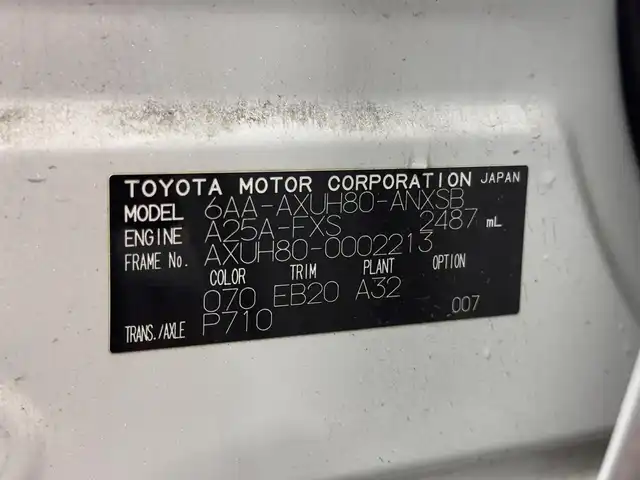 TOYOTA MOTOR CORPORATION JAPAN
MODEL 6AA-AXUH80-ANXSB
ENGINE A25A-FXS 2487 mL
FRAME No. AXUH80-0002213
COLOR TRIM PLANT OPTION
070 EB20 A32
TRANS./AXLE P710 007